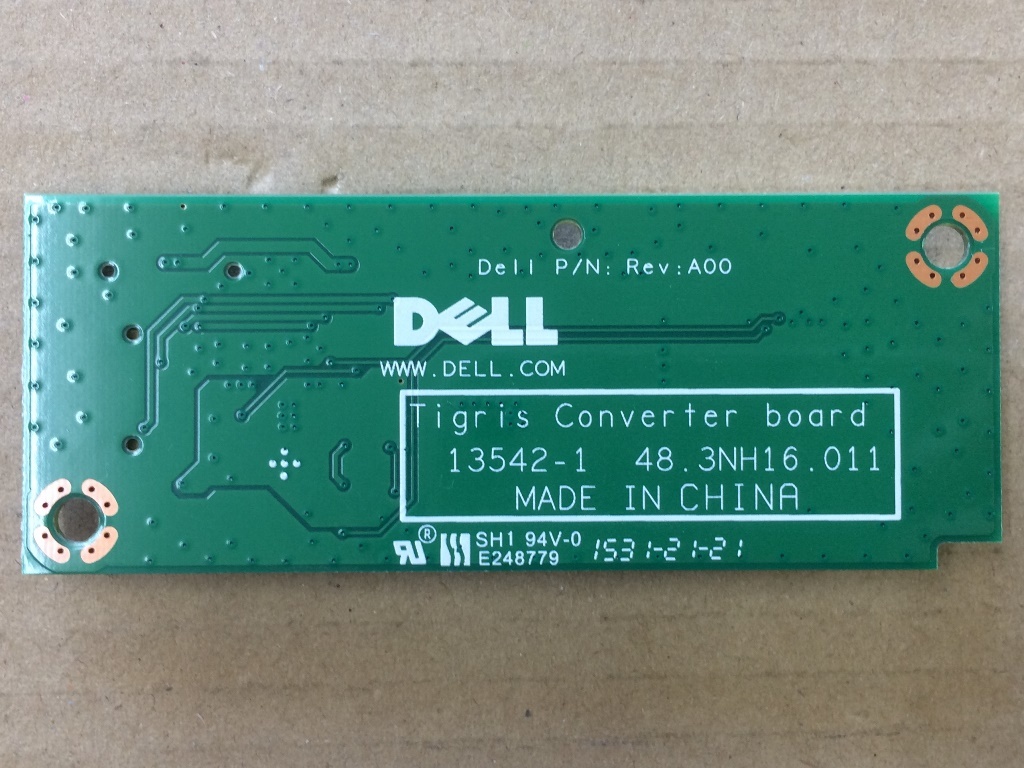 Dell P/N: Rev:A00
DELL
WWW.DELL.COM
Tigris Converter board
13542-1 48.3NH16.011
MADE IN CHINA
SH1 94V-0
E248779
1531-21-21